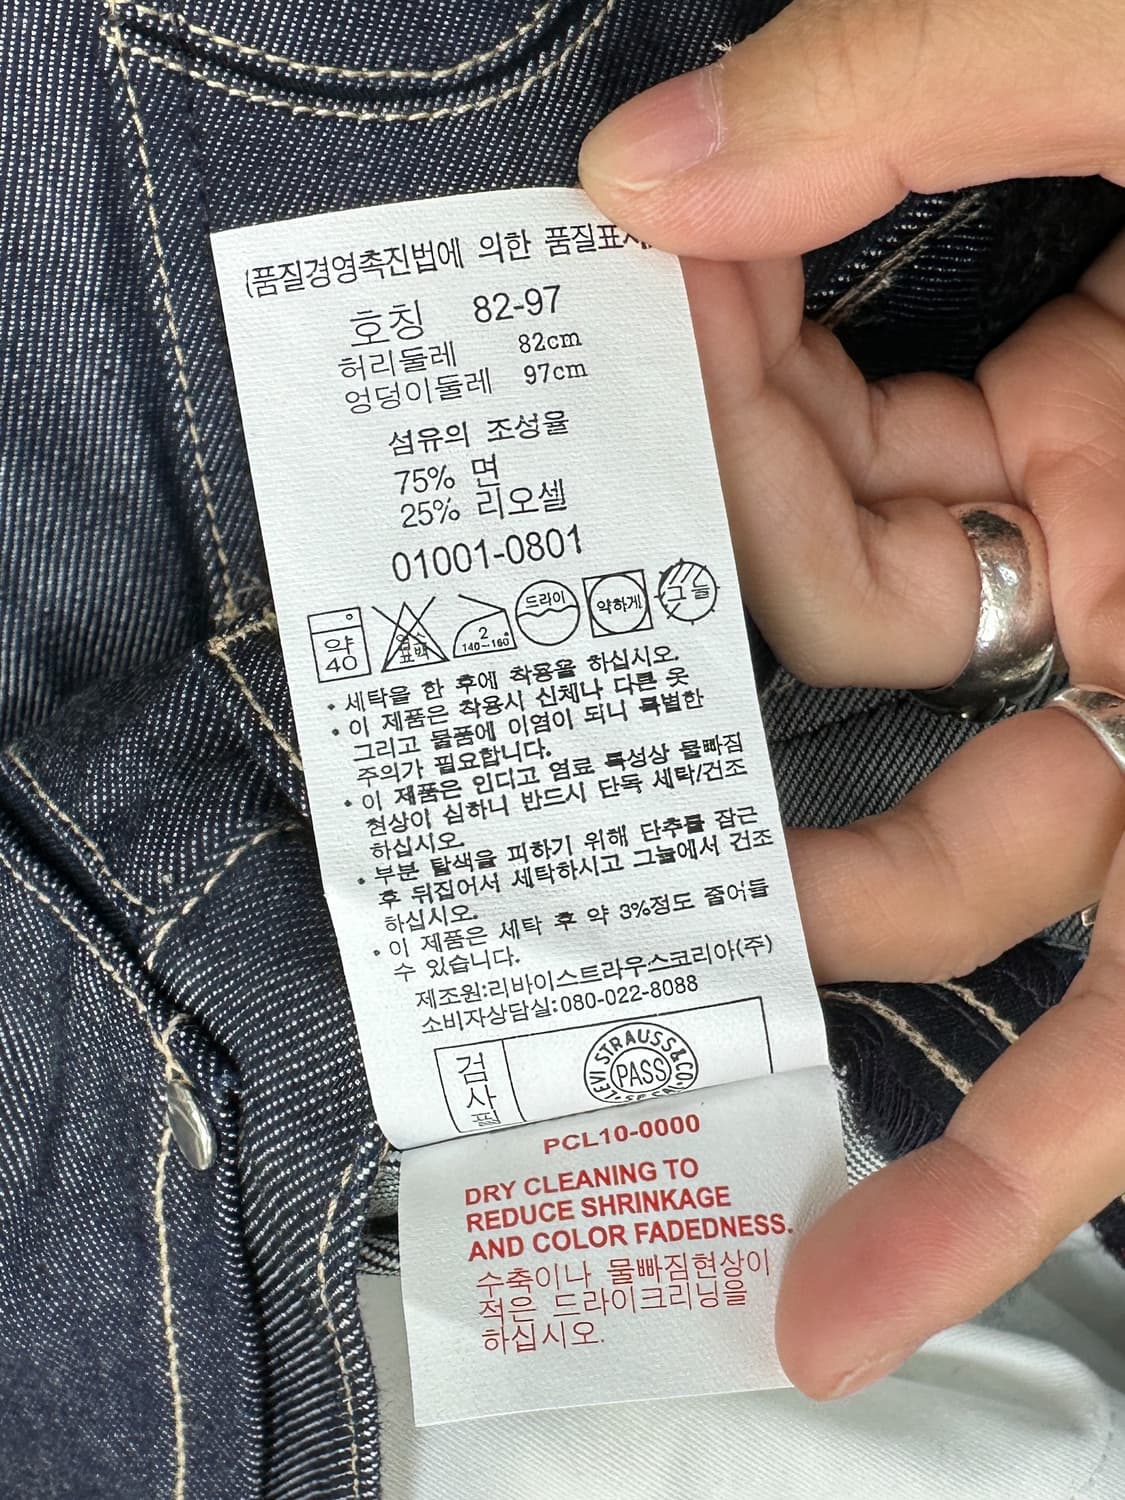 (품질경영촉진법에 의한 품질표시
호칭 82-97
허리둘레 82cm
엉덩이둘레 97cm
섬유의 조성율
75% 면
25% 리오셀
01001-0801
약
40
염소
표백
2
140~160°
드라이
약하게
그늘
• 세탁을 한 후에 착용을 하십시오.
• 이 제품은 착용시 신체나 다른 옷
그리고 물품에 이염이 되니 특별한
주의가 필요합니다.
• 이 제품은 인디고 염료 특성상 물빠짐
현상이 심하니 반드시 단독 세탁/건조
하십시오.
• 부분 탈색을 피하기 위해 단추를 잠근
후 뒤집어서 세탁하시고 그늘에서 건조
하십시오.
• 이 제품은 세탁 후 약 3%정도 줄어들
수 있습니다.
제조원:리바이스트라우스코리아(주)
소비자상담실:080-022-8088
검
사
필
LEVI STRAUSS & CO.
PASS
PCL10-0000
DRY CLEANING TO
REDUCE SHRINKAGE
AND COLOR FADEDNESS.
수축이나 물빠짐현상이
적은 드라이크리닝을
하십시오.